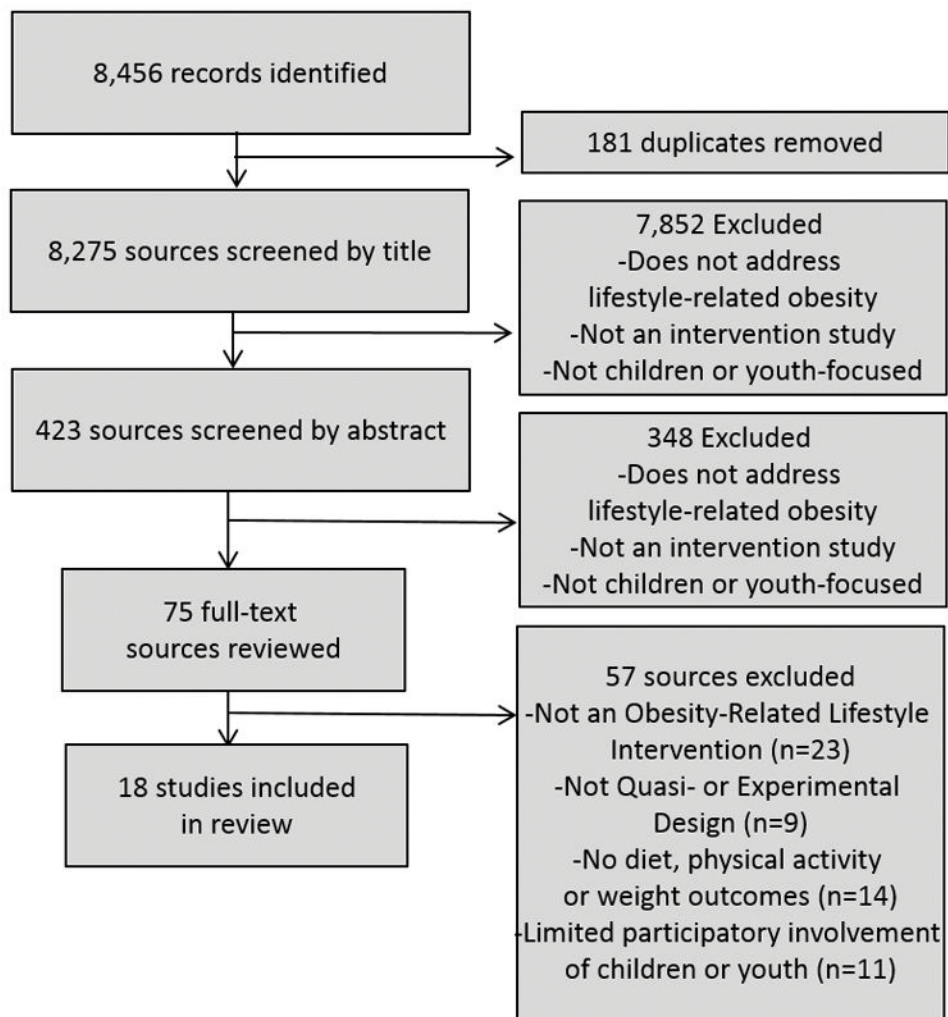 8,456 records identified
181 duplicates removed
8,275 sources screened by title
7,852 Excluded
-Does not address
lifestyle-related obesity
-Not an intervention study
-Not children or youth-focused
423 sources screened by abstract
348 Excluded
-Does not address
lifestyle-related obesity
-Not an intervention study
-Not children or youth-focused
75 full-text
sources reviewed
57 sources excluded
-Not an Obesity-Related Lifestyle
Intervention (n=23)
-Not Quasi- or Experimental
Design (n=9)
-No diet, physical activity
or weight outcomes (n=14)
-Limited participatory involvement
of children or youth (n=11)
18 studies included
in review